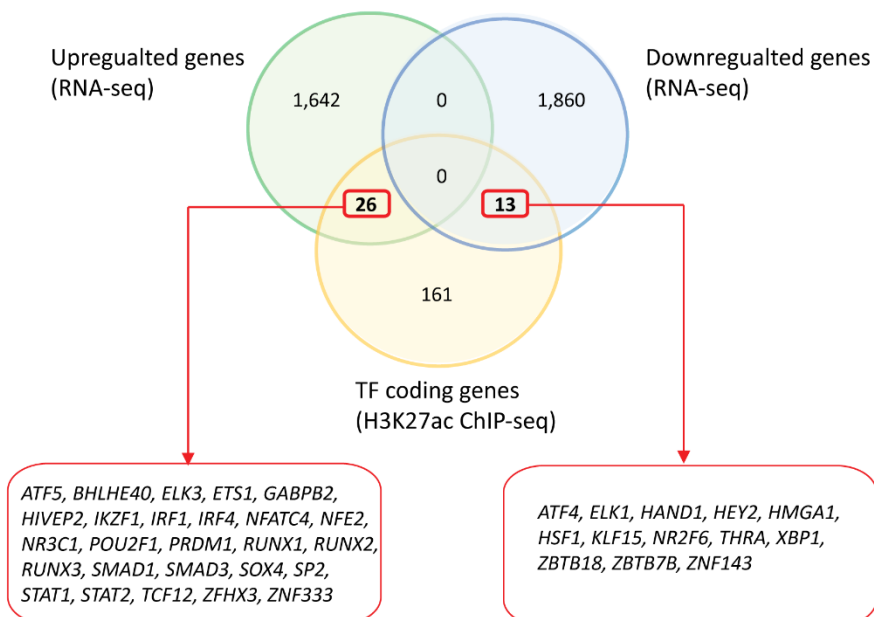 Upregualted genes
(RNA-seq)
Downregualted genes
(RNA-seq)
1,642
0
1,860
0
26
13
161
TF coding genes
(H3K27ac ChIP-seq)
ATF5, BHLHE40, ELK3, ETS1, GABPB2,
HIVEP2, IKZF1, IRF1, IRF4, NFATC4, NFE2,
NR3C1, POU2F1, PRDM1, RUNX1, RUNX2,
RUNX3, SMAD1, SMAD3, SOX4, SP2,
STAT1, STAT2, TCF12, ZFHX3, ZNF333
ATF4, ELK1, HAND1, HEY2, HMGA1,
HSF1, KLF15, NR2F6, THRA, XBP1,
ZBTB18, ZBTB7B, ZNF143